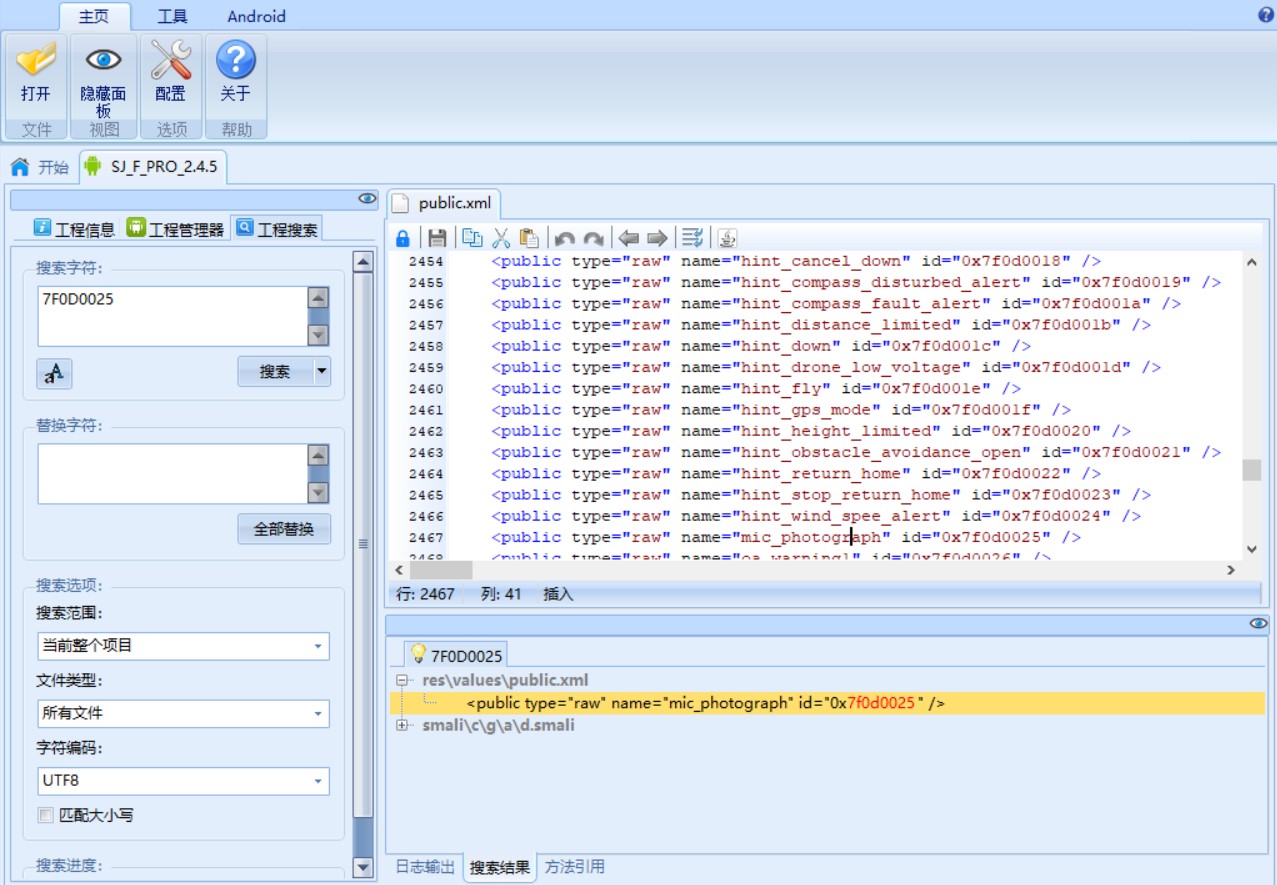 主页 工具 Android
打开 隐藏面板 配置 关于
文件 视图 选项 帮助
开始 SJ_F_PRO_2.4.5
工程信息 工程管理器 工程搜索
搜索字符:
7F0D0025
aA
搜索
替换字符:
全部替换
搜索选项:
搜索范围:
当前整个项目
文件类型:
所有文件
字符编码:
UTF8
匹配大小写
搜索进度:
public.xml
2454 <public type="raw" name="hint_cancel_down" id="0x7f0d0018" />
2455 <public type="raw" name="hint_compass_disturbed_alert" id="0x7f0d0019" />
2456 <public type="raw" name="hint_compass_fault_alert" id="0x7f0d001a" />
2457 <public type="raw" name="hint_distance_limited" id="0x7f0d001b" />
2458 <public type="raw" name="hint_down" id="0x7f0d001c" />
2459 <public type="raw" name="hint_drone_low_voltage" id="0x7f0d001d" />
2460 <public type="raw" name="hint_fly" id="0x7f0d001e" />
2461 <public type="raw" name="hint_gps_mode" id="0x7f0d001f" />
2462 <public type="raw" name="hint_height_limited" id="0x7f0d0020" />
2463 <public type="raw" name="hint_obstacle_avoidance_open" id="0x7f0d0021" />
2464 <public type="raw" name="hint_return_home" id="0x7f0d0022" />
2465 <public type="raw" name="hint_stop_return_home" id="0x7f0d0023" />
2466 <public type="raw" name="hint_wind_spee_alert" id="0x7f0d0024" />
2467 <public type="raw" name="mic_photograph" id="0x7f0d0025" />
2468 <public type="raw" name="oa_warning1" id="0x7f0d0026" />
行: 2467 列: 41 插入
7F0D0025
res\values\public.xml
<public type="raw" name="mic_photograph" id="0x7f0d0025" />
smali\c\g\a\d.smali
日志输出 搜索结果 方法引用